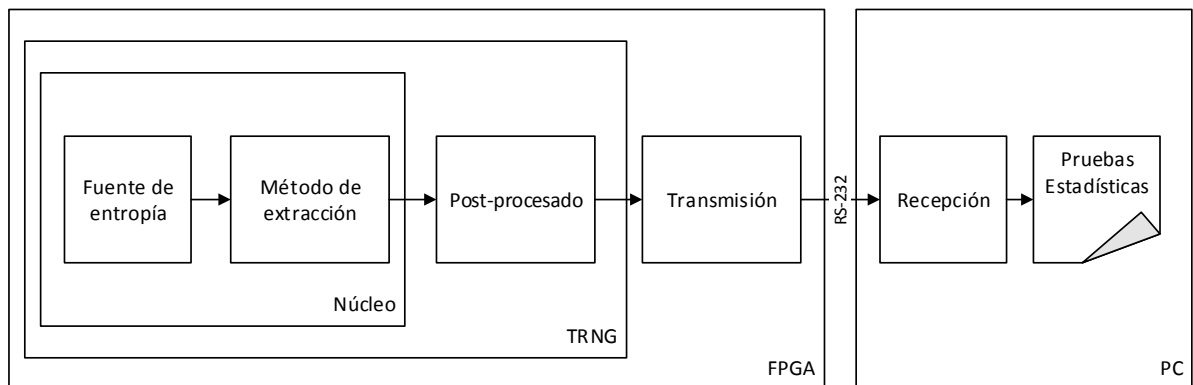 Fuente de
entropía
Método de
extracción
Post-procesado
Transmisión
RS-232
Recepción
Pruebas
Estadísticas
Núcleo
TRNG
FPGA
PC